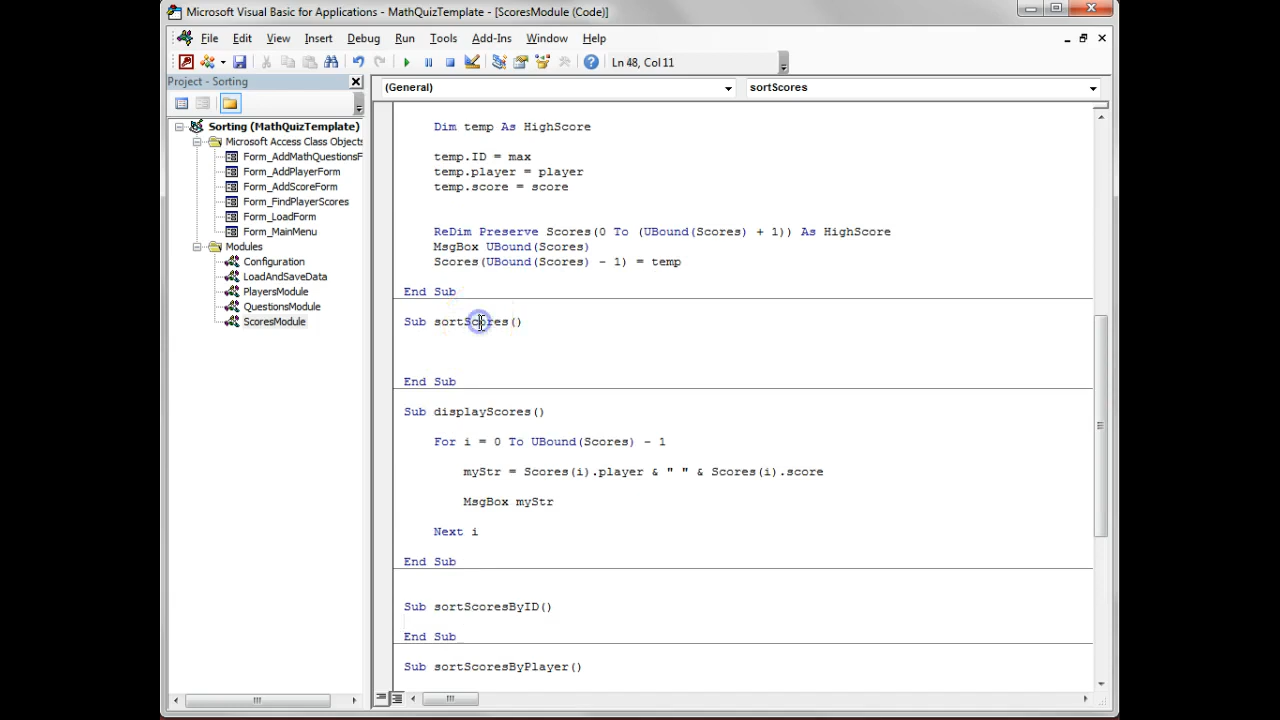 Microsoft Visual Basic for Applications - MathQuizTemplate - [ScoresModule (Code)]
File Edit View Insert Debug Run Tools Add-Ins Window Help
Ln 48, Col 11
Project - Sorting
(General) sortScores
Sorting (MathQuizTemplate)
Microsoft Access Class Objects
Form_AddMathQuestionsF
Form_AddPlayerForm
Form_AddScoreForm
Form_FindPlayerScores
Form_LoadForm
Form_MainMenu
Modules
Configuration
LoadAndSaveData
PlayersModule
QuestionsModule
ScoresModule
Dim temp As HighScore
temp.ID = max
temp.player = player
temp.score = score
ReDim Preserve Scores(0 To (UBound(Scores) + 1)) As HighScore
MsgBox UBound(Scores)
Scores(UBound(Scores) - 1) = temp
End Sub
Sub sortScores()
End Sub
Sub displayScores()
For i = 0 To UBound(Scores) - 1
myStr = Scores(i).player & " " & Scores(i).score
MsgBox myStr
Next i
End Sub
Sub sortScoresByID()
End Sub
Sub sortScoresByPlayer()